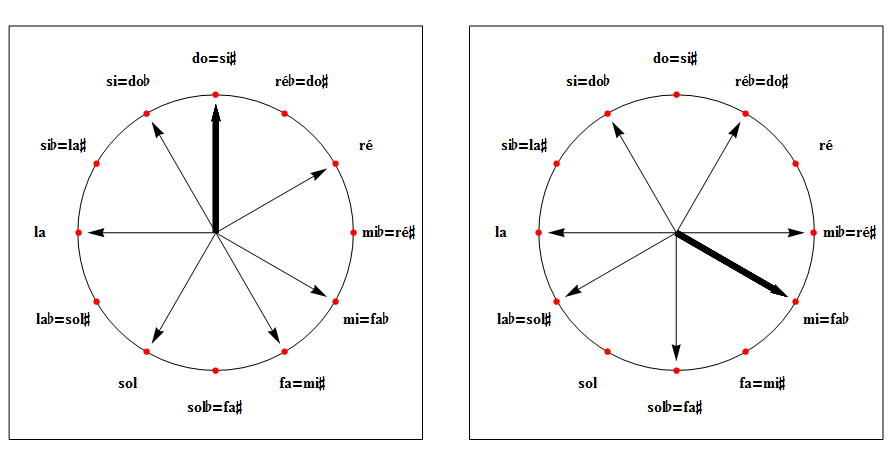 do=si♯
si=do♭
ré♭=do♯
si♭=la♯
ré
la
mi♭=ré♯
la♭=sol♯
mi=fa♭
sol
fa=mi♯
sol♭=fa♯
do=si♯
si=do♭
ré♭=do♯
si♭=la♯
ré
la
mi♭=ré♯
la♭=sol♯
mi=fa♭
sol
fa=mi♯
sol♭=fa♯